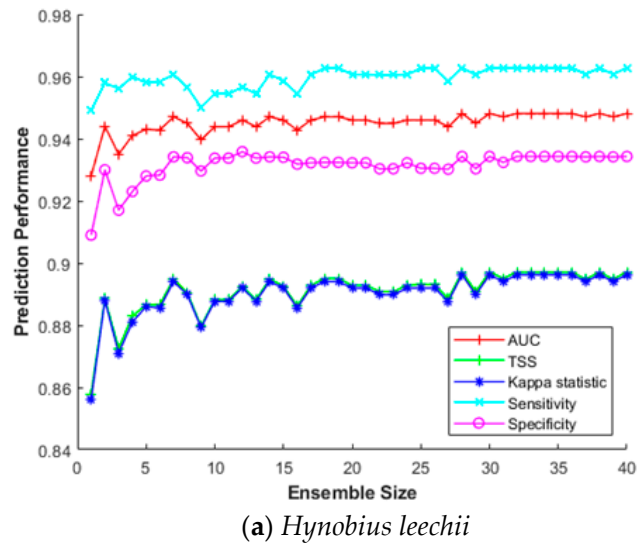 0.98
0.96
0.94
0.92
0.9
0.88
0.86
0.84
Prediction Performance
AUC
TSS
Kappa statistic
Sensitivity
Specificity
0 5 10 15 20 25 30 35 40
Ensemble Size
(a) Hynobius leechii